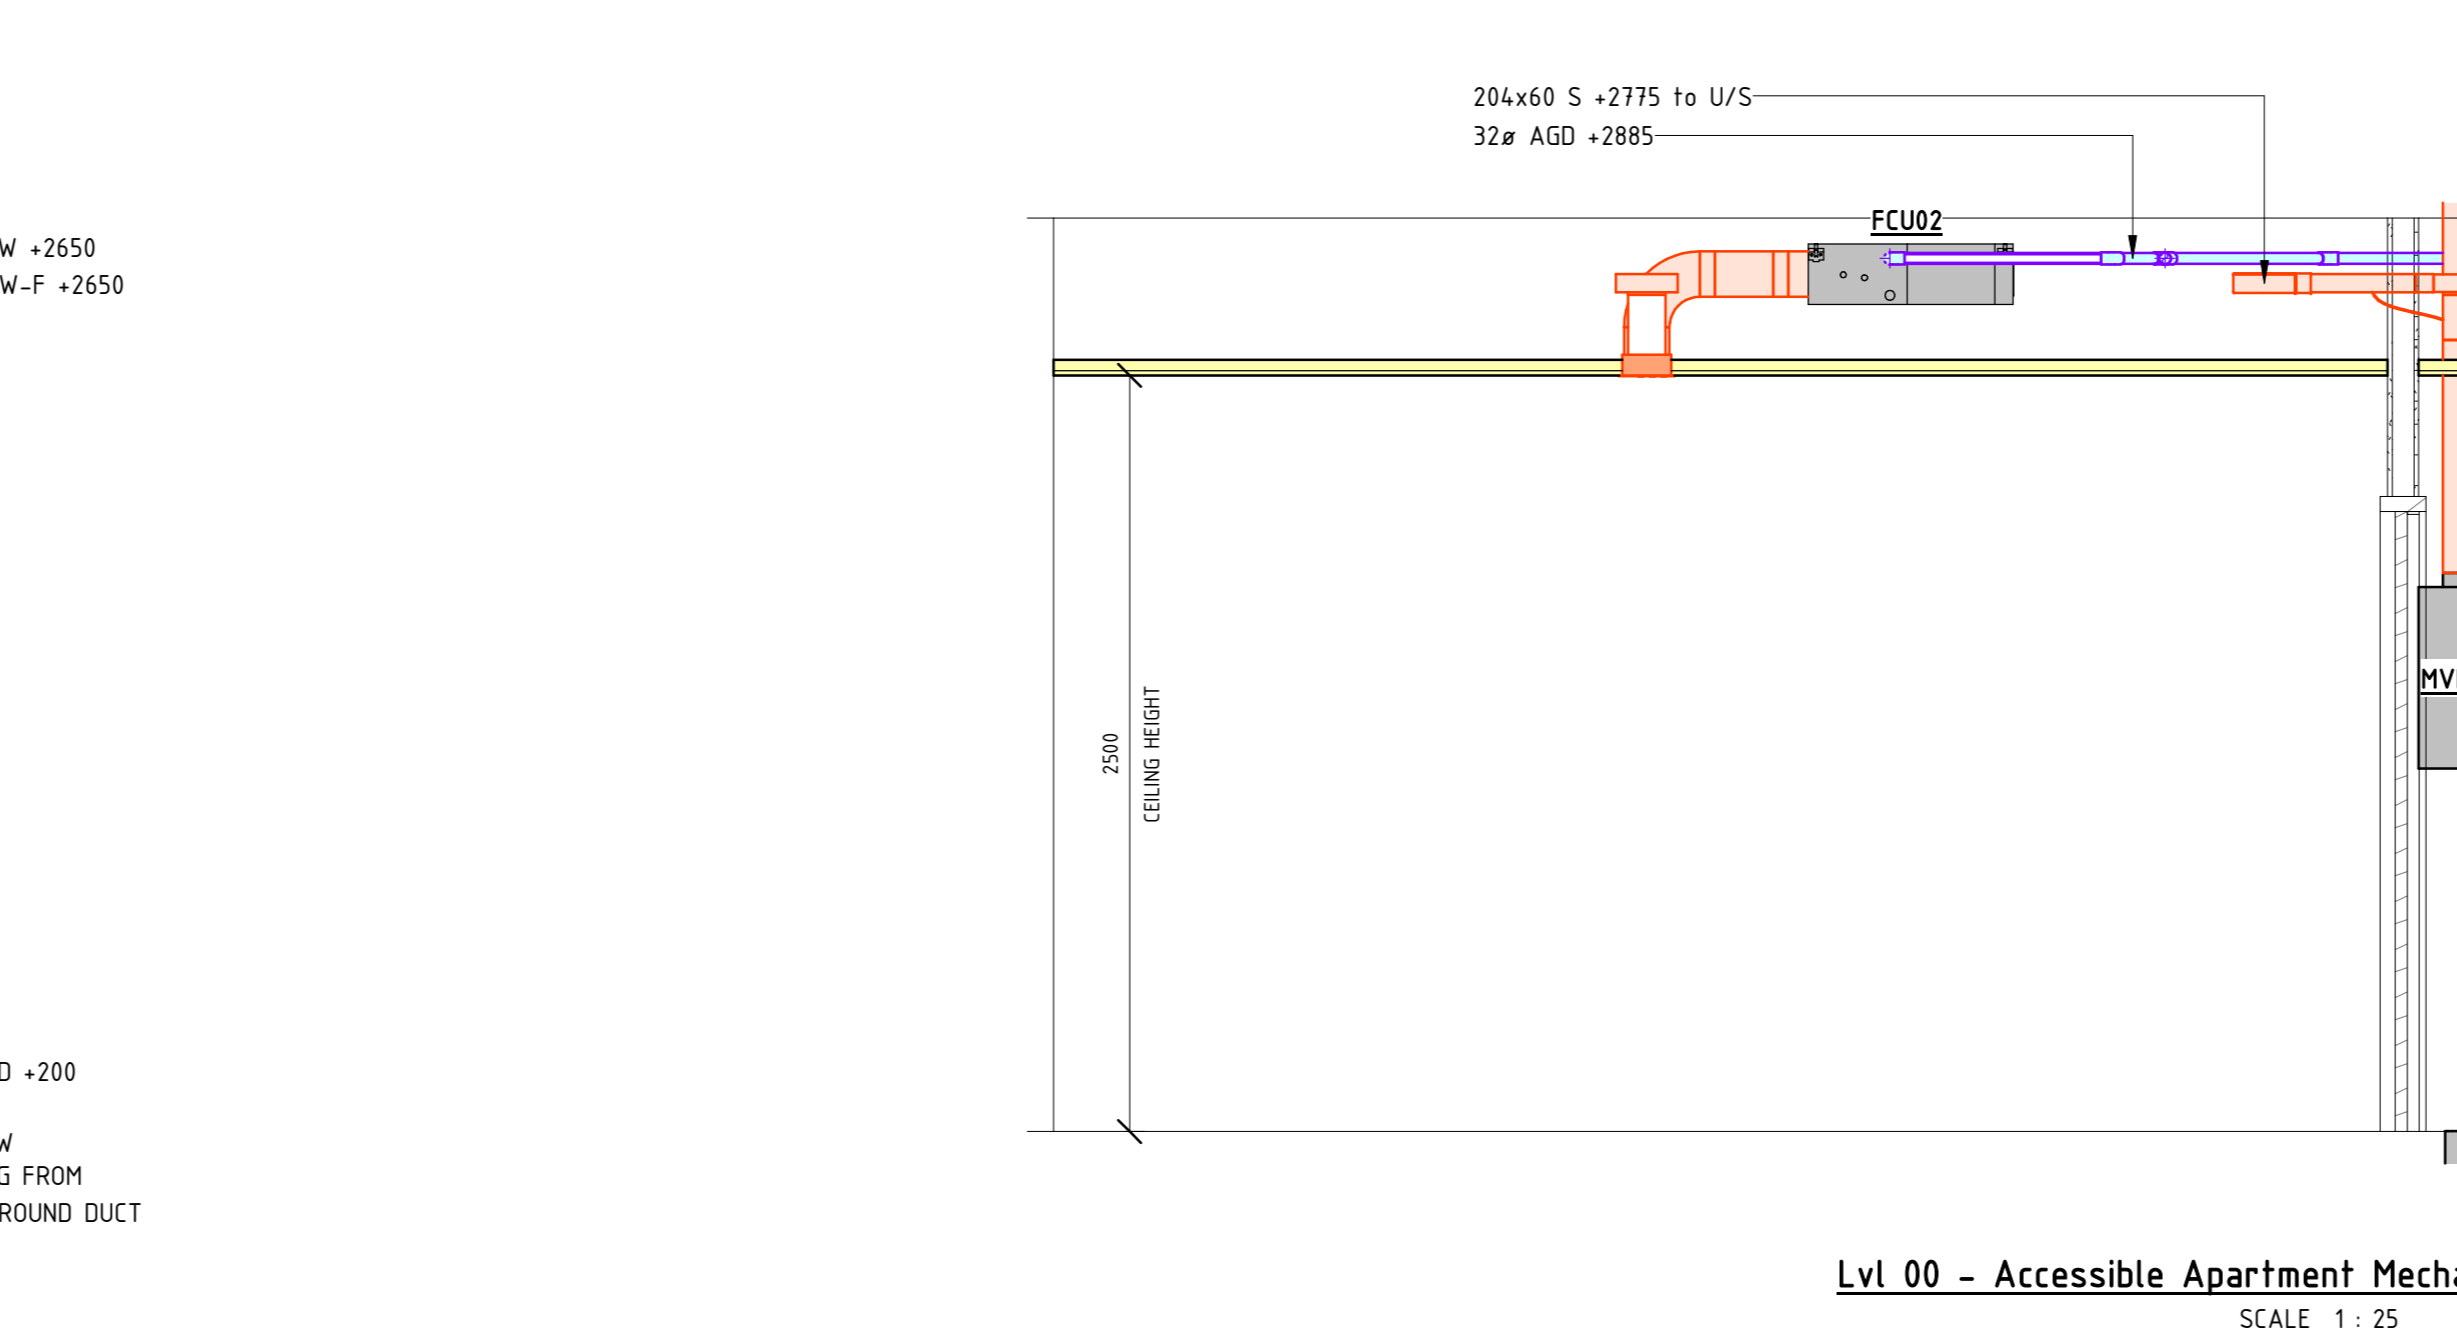 204x60 S +2775 to U/S
32ø AGD +2885
FCU02
W +2650
W-F +2650
2500
CEILING HEIGHT
MV
D +200
W
G FROM
ROUND DUCT
Lvl 00 - Accessible Apartment Mecha
SCALE 1 : 25